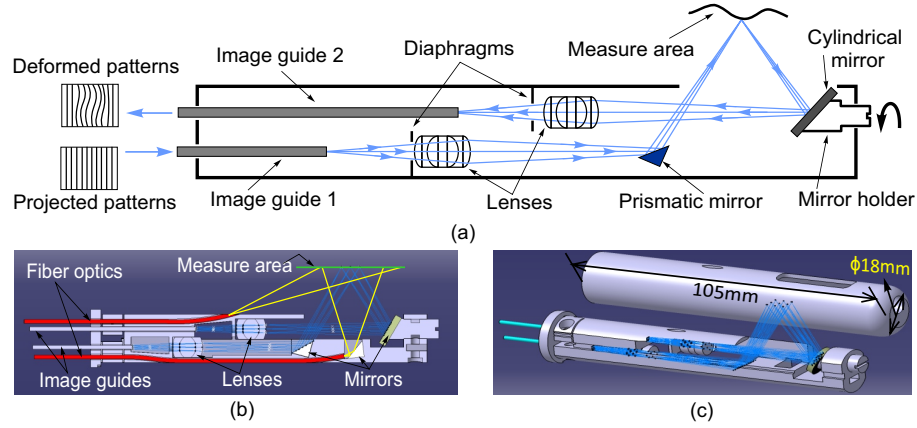 Measure area
Cylindrical
mirror
Diaphragms
Image guide 2
Deformed patterns
Projected patterns
Image guide 1
Lenses
Prismatic mirror
Mirror holder
(a)
Fiber optics
Measure area
Image guides
Lenses
Mirrors
(b)
ϕ18mm
105mm
(c)